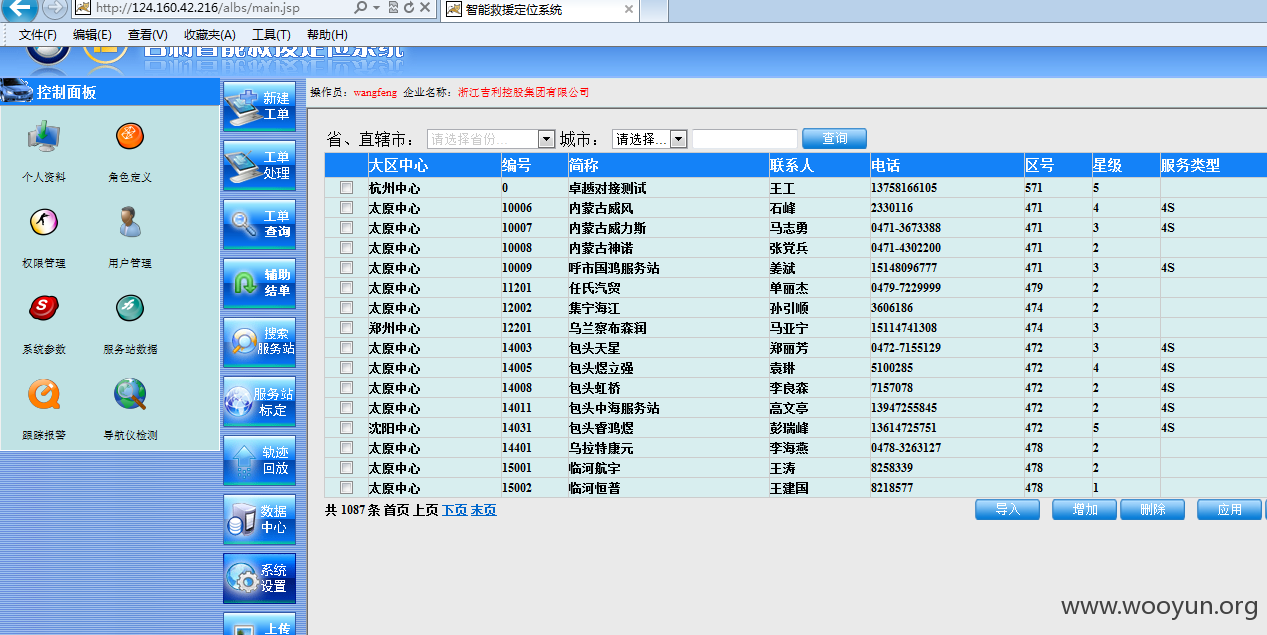 http://124.160.42.216/albs/main.jsp
智能救援定位系统
文件(F) 编辑(E) 查看(V) 收藏夹(A) 工具(T) 帮助(H)
吉利智能救援定位系统
控制面板
个人资料 角色定义
权限管理 用户管理
系统参数 服务站数据
跟踪报警 导航仪检测
新建
工单
工单
处理
工单
查询
辅助
结单
搜索
服务站
服务站
标定
轨迹
回放
数据
中心
系统
设置
上传
操作员: wangfeng 企业名称: 浙江吉利控股集团有限公司
省、直辖市: 请选择省份... 城市: 请选择... 查询
大区中心 编号 简称 联系人 电话 区号 星级 服务类型
杭州中心 0 卓越对接测试 王工 13758166105 571 5
太原中心 10006 内蒙古威风 石峰 2330116 471 4 4S
太原中心 10007 内蒙古威力斯 马志勇 0471-3673388 471 3 4S
太原中心 10008 内蒙古神诺 张党兵 0471-4302200 471 2
太原中心 10009 呼市国鸿服务站 姜斌 15148096777 471 3 4S
太原中心 11201 任氏汽贸 单丽杰 0479-7229999 479 2
太原中心 12002 集宁海江 孙引顺 3606186 474 2
郑州中心 12201 乌兰察布森润 马亚宁 15114741308 474 3
太原中心 14003 包头天星 郑丽芳 0472-7155129 472 3 4S
太原中心 14005 包头煜立强 袁琳 5100285 472 4 4S
太原中心 14008 包头虹桥 李良森 7157078 472 2 4S
太原中心 14011 包头中海服务站 高文亭 13947255845 472 2 4S
沈阳中心 14031 包头睿鸿煜 彭瑞峰 13614725751 472 5 4S
太原中心 14401 乌拉特康元 李海燕 0478-3263127 478 2
太原中心 15001 临河航宇 王涛 8258339 478 2
太原中心 15002 临河恒普 王建国 8218577 478 1
共 1087 条 首页 上页 下页 末页
导入 增加 删除 应用
www.wooyun.org